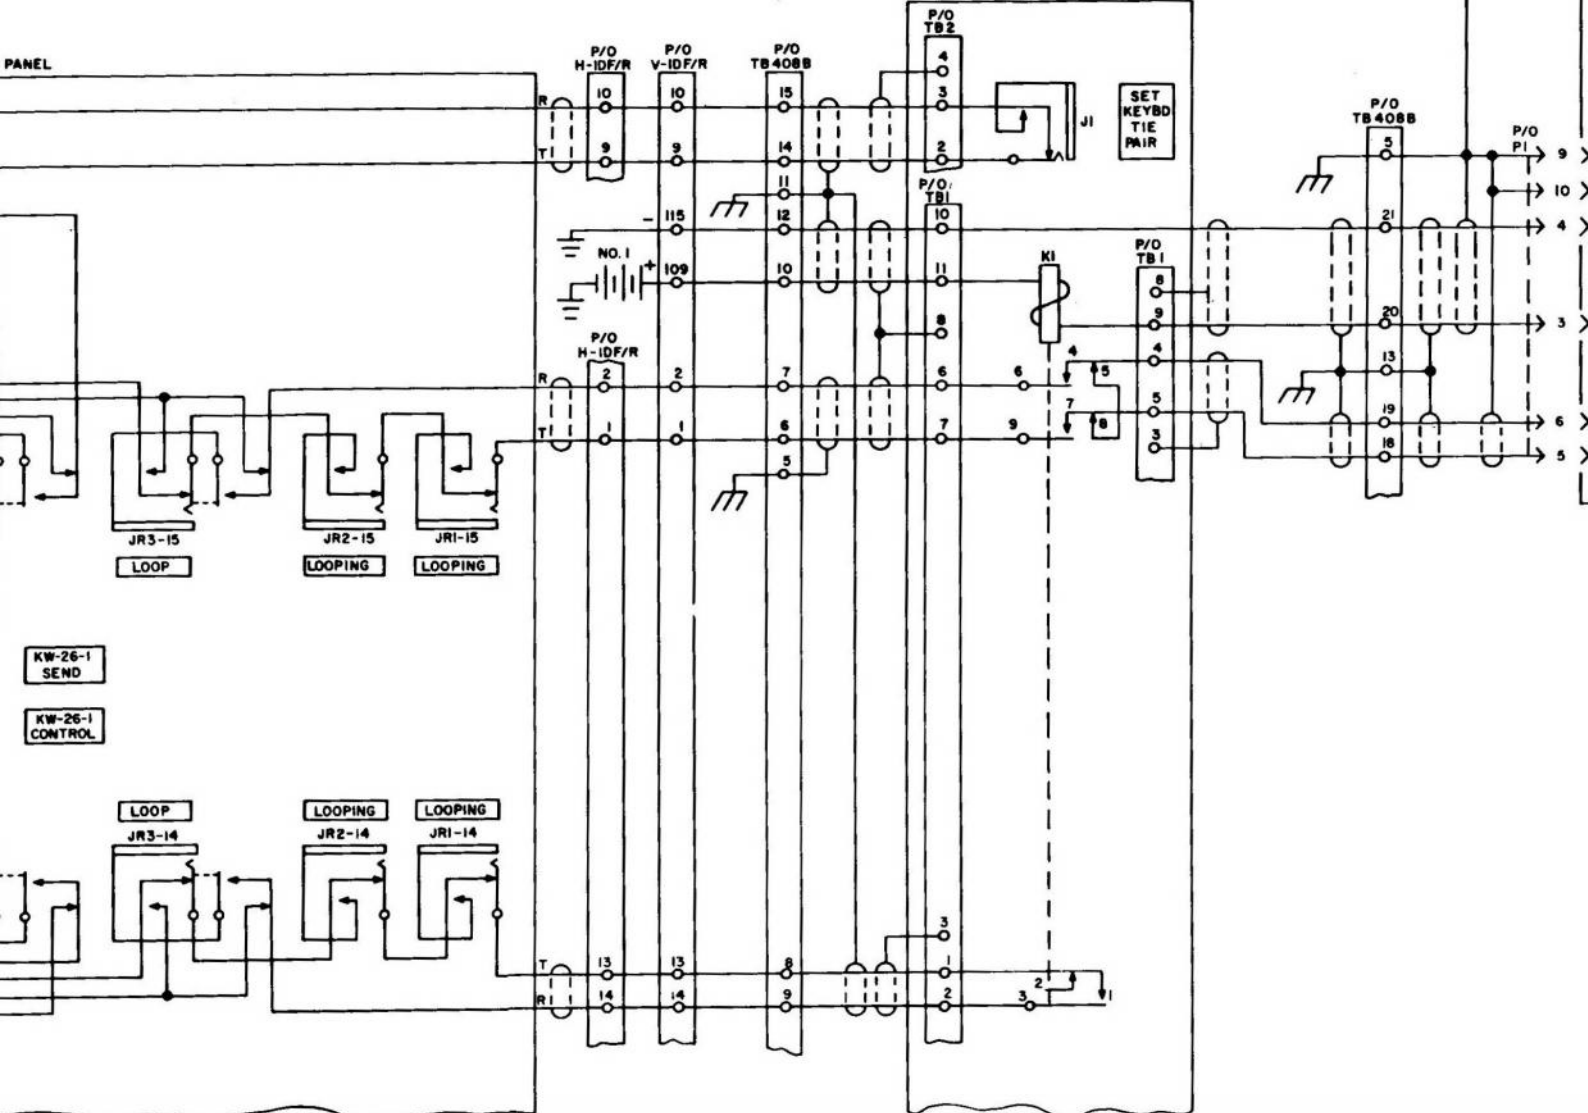 PANEL
P/O
H-IDF/R
P/O
V-IDF/R
P/O
TB408B
P/O
TB2
4
R 10 10 15 3
T 9 9 14 2
J1
SET
KEYBD
TIE
PAIR
11
P/O
TB1
- 115 12 10
NO. 1
+ 109 10 11
8
K1
P/O
TB1
8
9
4
5
3
P/O
TB408B
5
21
20
13
19
18
P/O
P1
9
10
4
3
6
5
P/O
H-IDF/R
R 2 2 7 6 6
4
5
7
8
T 1 1 6 7 9
5
JR3-15
JR2-15
JR1-15
LOOP
LOOPING
LOOPING
KW-26-1
SEND
KW-26-1
CONTROL
LOOP
LOOPING
LOOPING
JR3-14
JR2-14
JR1-14
3
T 13 13 8 1
R 14 14 9 2 3
2
1